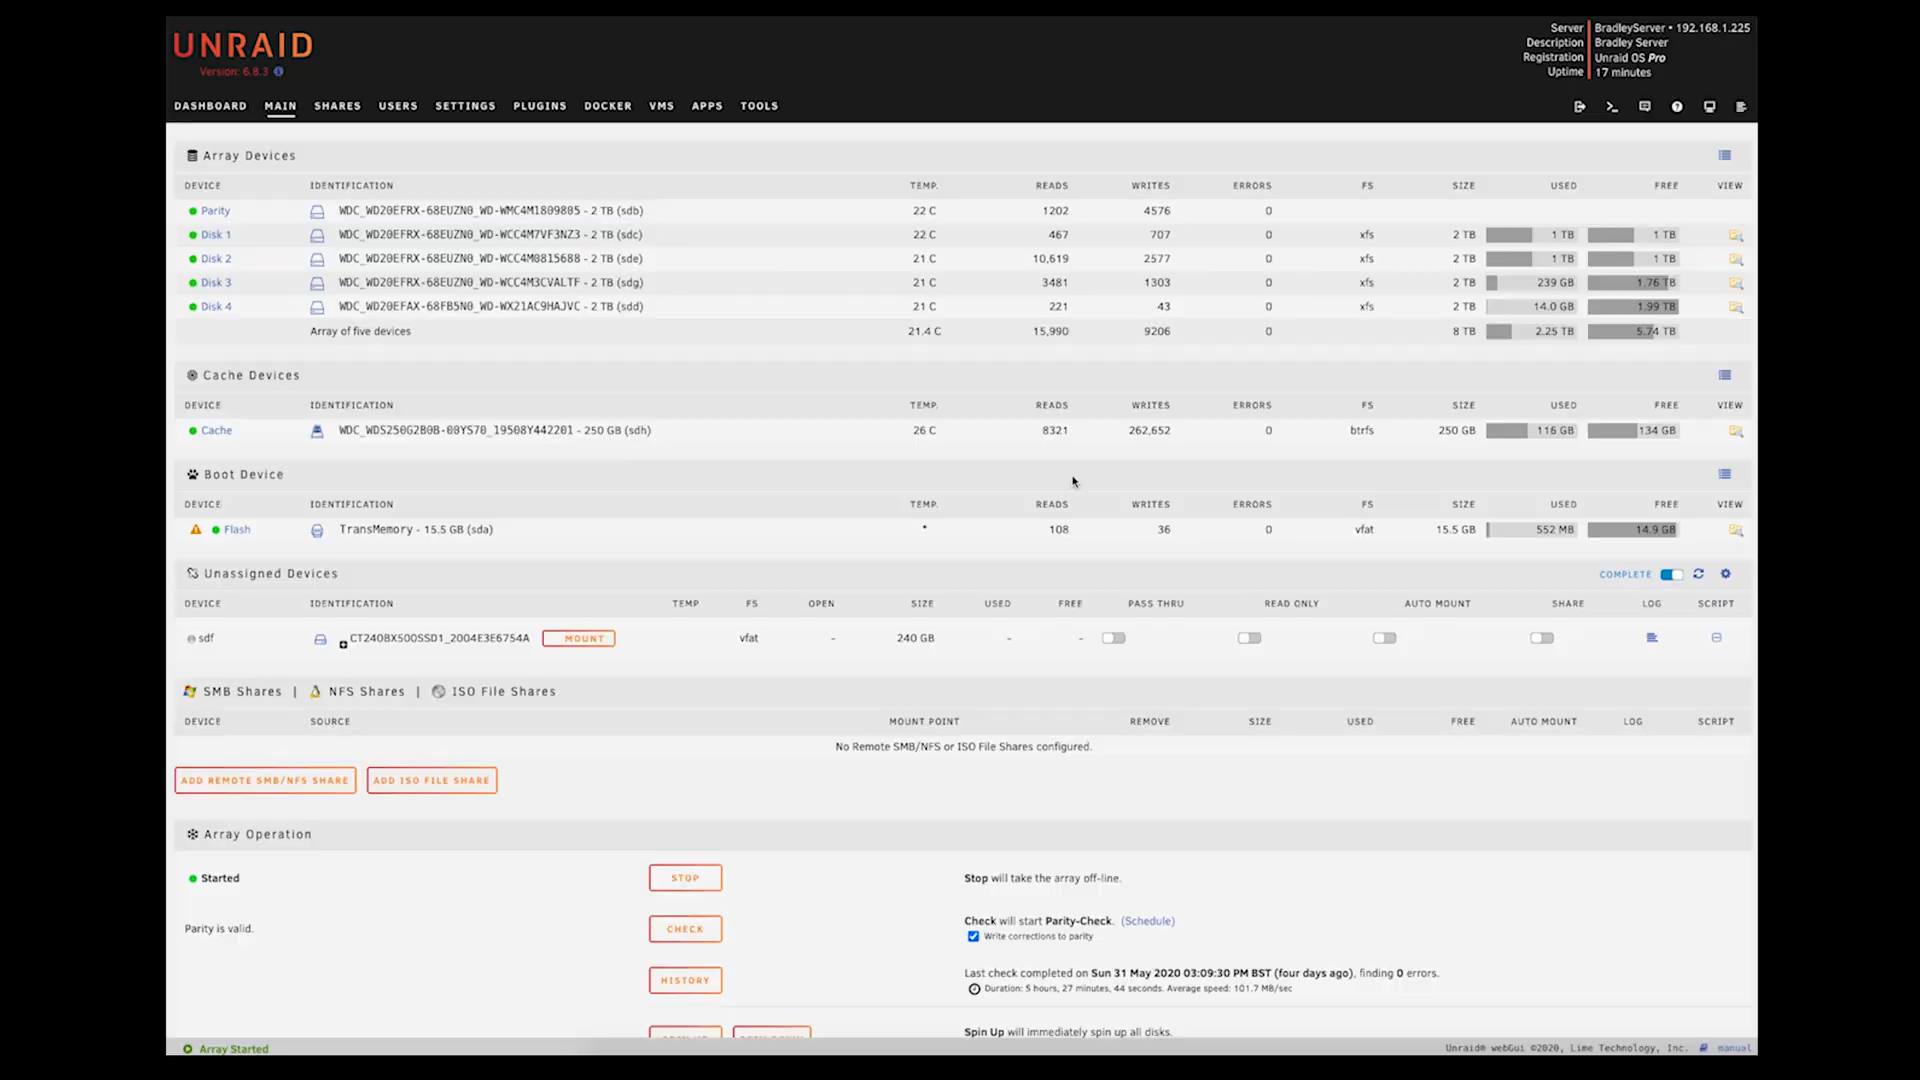 UNRAID
Version: 6.8.3
Server BradleyServer • 192.168.1.225
Description Bradley Server
Registration Unraid OS Pro
Uptime 17 minutes
DASHBOARD MAIN SHARES USERS SETTINGS PLUGINS DOCKER VMS APPS TOOLS
Array Devices
DEVICE IDENTIFICATION TEMP. READS WRITES ERRORS FS SIZE USED FREE VIEW
Parity WDC_WD20EFRX-68EUZN0_WD-WMC4M1809805 - 2 TB (sdb) 22 C 1202 4576 0
Disk 1 WDC_WD20EFRX-68EUZN0_WD-WCC4M7VF3NZ3 - 2 TB (sdc) 22 C 467 707 0 xfs 2 TB 1 TB 1 TB
Disk 2 WDC_WD20EFRX-68EUZN0_WD-WCC4M0815688 - 2 TB (sde) 21 C 10,619 2577 0 xfs 2 TB 1 TB 1 TB
Disk 3 WDC_WD20EFRX-68EUZN0_WD-WCC4M3CVALTF - 2 TB (sdg) 21 C 3481 1303 0 xfs 2 TB 239 GB 1.76 TB
Disk 4 WDC_WD20EFAX-68FB5N0_WD-WX21AC9HAJVC - 2 TB (sdd) 21 C 221 43 0 xfs 2 TB 14.0 GB 1.99 TB
Array of five devices 21.4 C 15,990 9206 0 8 TB 2.25 TB 5.74 TB
Cache Devices
DEVICE IDENTIFICATION TEMP. READS WRITES ERRORS FS SIZE USED FREE VIEW
Cache WDC_WDS250G2B0B-00YS70_19508Y442201 - 250 GB (sdh) 26 C 8321 262,652 0 btrfs 250 GB 116 GB 134 GB
Boot Device
DEVICE IDENTIFICATION TEMP. READS WRITES ERRORS FS SIZE USED FREE VIEW
Flash TransMemory - 15.5 GB (sda) * 108 36 0 vfat 15.5 GB 552 MB 14.9 GB
Unassigned Devices COMPLETE
DEVICE IDENTIFICATION TEMP FS OPEN SIZE USED FREE PASS THRU READ ONLY AUTO MOUNT SHARE LOG SCRIPT
sdf CT240BX500SSD1_2004E3E6754A MOUNT vfat - 240 GB - -
SMB Shares | NFS Shares | ISO File Shares
DEVICE SOURCE MOUNT POINT REMOVE SIZE USED FREE AUTO MOUNT LOG SCRIPT
No Remote SMB/NFS or ISO File Shares configured.
ADD REMOTE SMB/NFS SHARE ADD ISO FILE SHARE
Array Operation
Started STOP Stop will take the array off-line.
Parity is valid. CHECK Check will start Parity-Check. (Schedule)
Write corrections to parity
HISTORY Last check completed on Sun 31 May 2020 03:09:30 PM BST (four days ago), finding 0 errors.
Duration: 5 hours, 27 minutes, 44 seconds. Average speed: 101.7 MB/sec
Spin Up will immediately spin up all disks.
Array Started Unraid® webGui ©2020, Lime Technology, Inc. manual